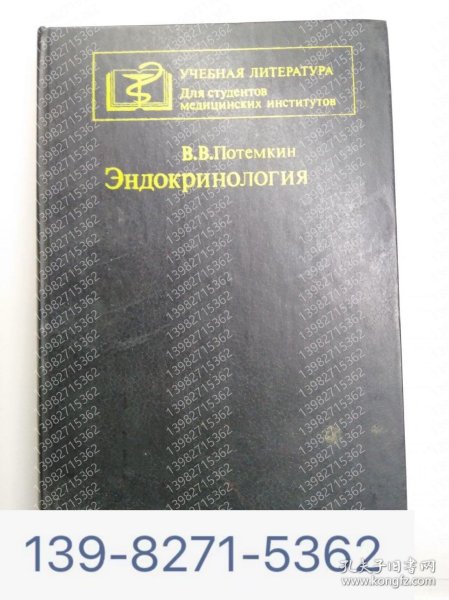 УЧЕБНАЯ ЛИТЕРАТУРА
Для студентов
медицинских институтов
В.В.Потемкин
Эндокринология
13982715362
139-8271-5362
孔夫子旧书网
www.kongfz.com